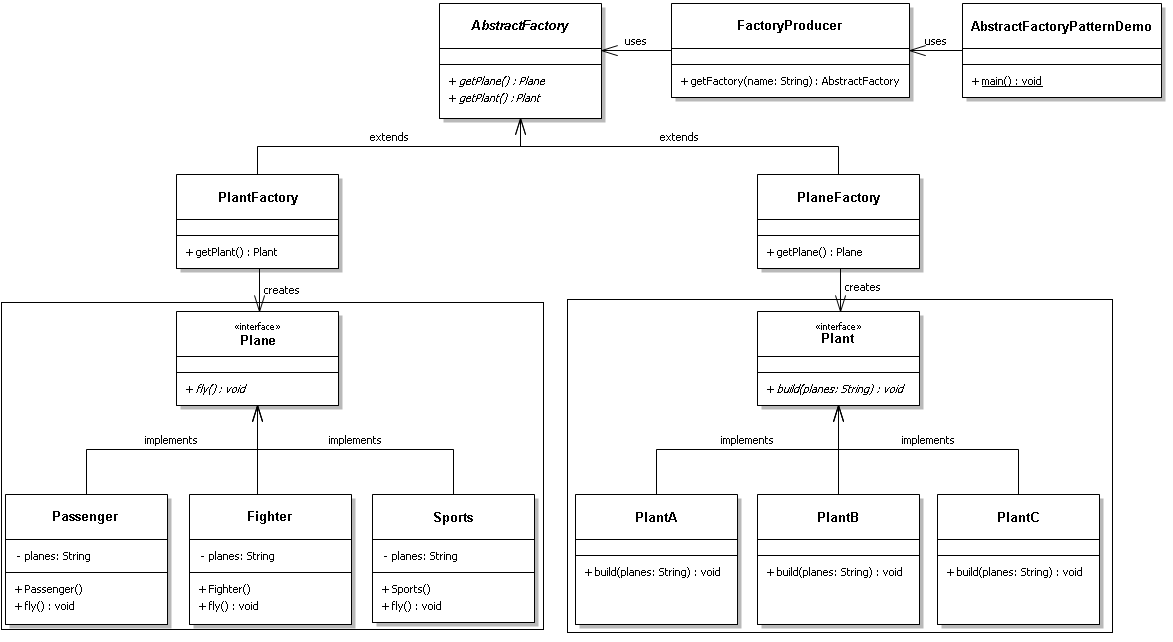 AbstractFactory
+ getPlane() : Plane
+ getPlant() : Plant
uses
FactoryProducer
+ getFactory(name: String) : AbstractFactory
uses
AbstractFactoryPatternDemo
+ main() : void
extends
extends
PlantFactory
+ getPlant() : Plant
PlaneFactory
+ getPlane() : Plane
creates
creates
«interface»
Plane
+ fly() : void
«interface»
Plant
+ build(planes: String) : void
implements
implements
implements
implements
Passenger
- planes: String
+ Passenger()
+ fly() : void
Fighter
- planes: String
+ Fighter()
+ fly() : void
Sports
- planes: String
+ Sports()
+ fly() : void
PlantA
+ build(planes: String) : void
PlantB
+ build(planes: String) : void
PlantC
+ build(planes: String) : void